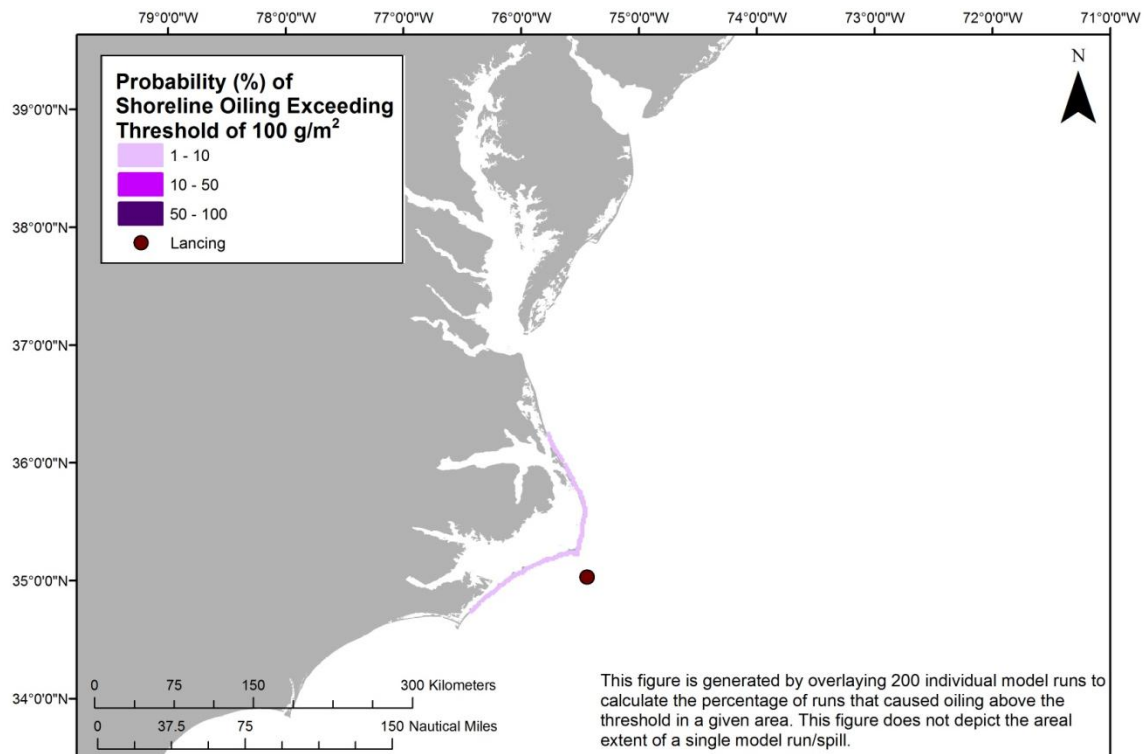 79°0'0"W 78°0'0"W 77°0'0"W 76°0'0"W 75°0'0"W 74°0'0"W 73°0'0"W 72°0'0"W 71°0'0"W
N
Probability (%) of
Shoreline Oiling Exceeding
Threshold of 100 g/m²
1 - 10
10 - 50
50 - 100
Lancing
39°0'0"N
38°0'0"N
37°0'0"N
36°0'0"N
35°0'0"N
34°0'0"N
0 75 150 300 Kilometers
0 37.5 75 150 Nautical Miles
This figure is generated by overlaying 200 individual model runs to
calculate the percentage of runs that caused oiling above the
threshold in a given area. This figure does not depict the areal
extent of a single model run/spill.